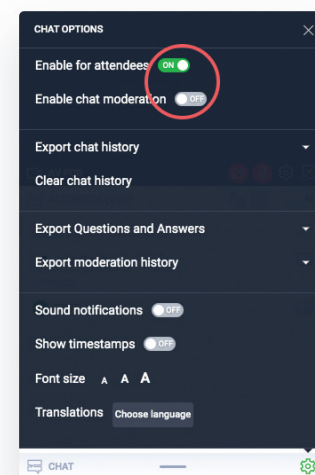 CHAT OPTIONS
Enable for attendees ON
Enable chat moderation OFF
Export chat history
Clear chat history
Export Questions and Answers
Export moderation history
Sound notifications OFF
Show timestamps OFF
Font size A A A
Translations Choose language
CHAT